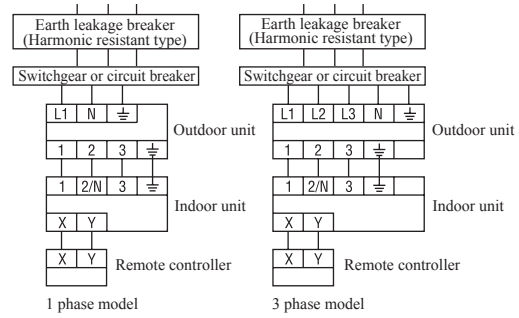 Earth leakage breaker
(Harmonic resistant type)
Switchgear or circuit breaker
L1 N
Outdoor unit
1 2 3
1 2/N 3
Indoor unit
X Y
X Y
Remote controller
1 phase model
Earth leakage breaker
(Harmonic resistant type)
Switchgear or circuit breaker
L1 L2 L3 N
Outdoor unit
1 2 3
1 2/N 3
Indoor unit
X Y
X Y
Remote controller
3 phase model